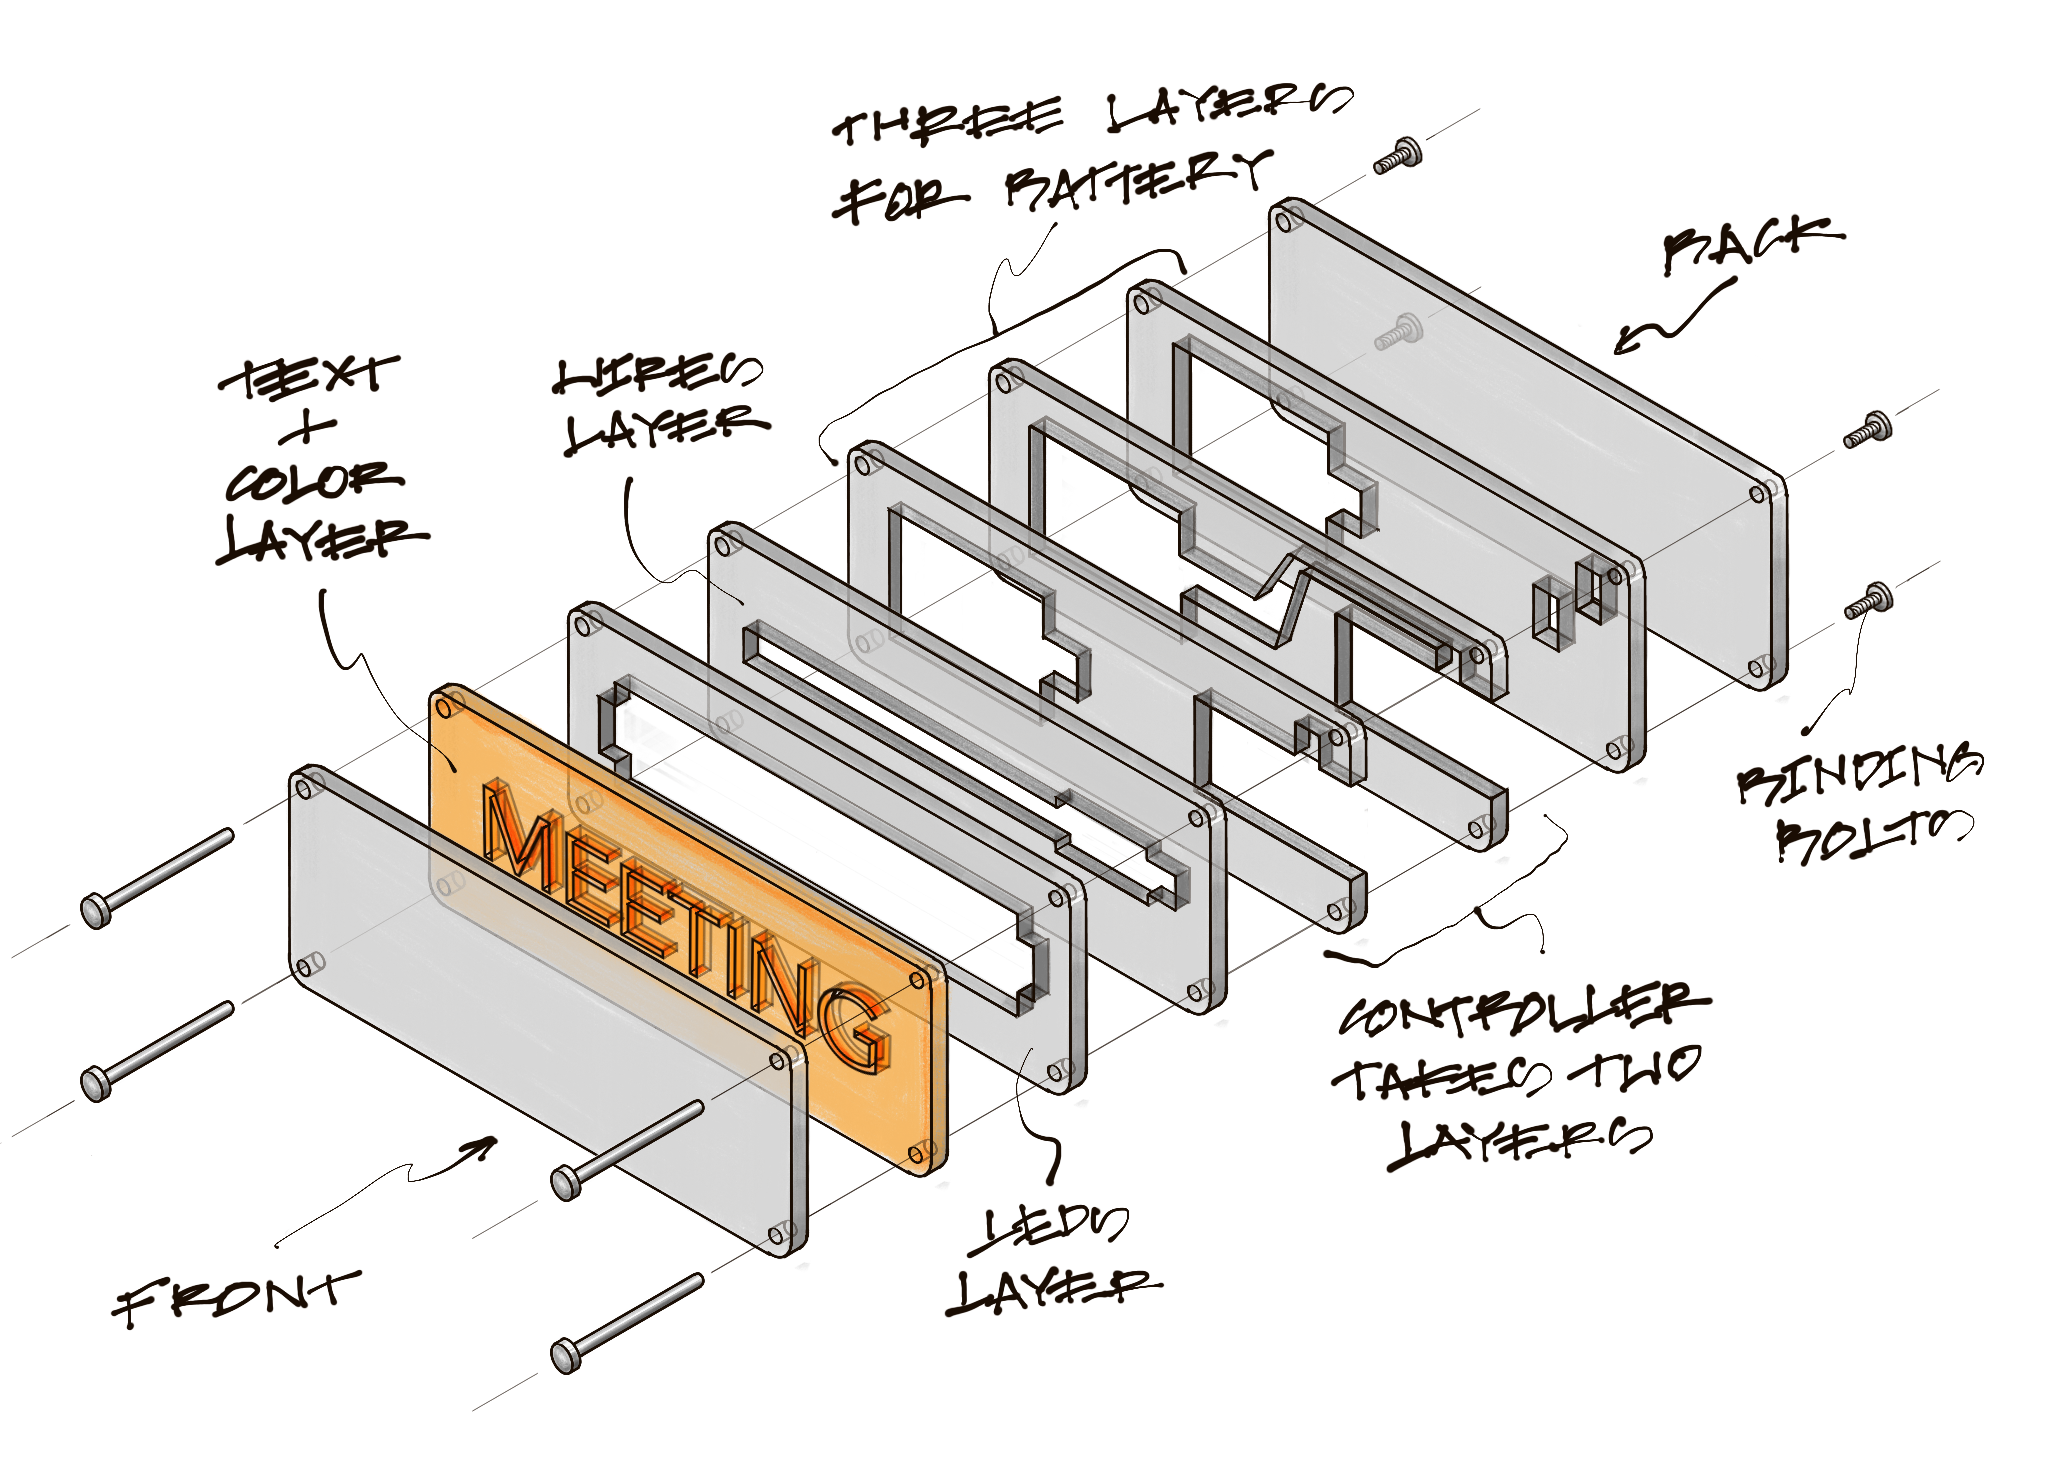 THREE LAYERS
FOR BATTERY
BACK
TEXT
+
COLOR
LAYER
WIRES
LAYER
MEETING
BINDING
BOLTS
CONTROLLER
TAKES TWO
LAYERS
LEDS
LAYER
FRONT